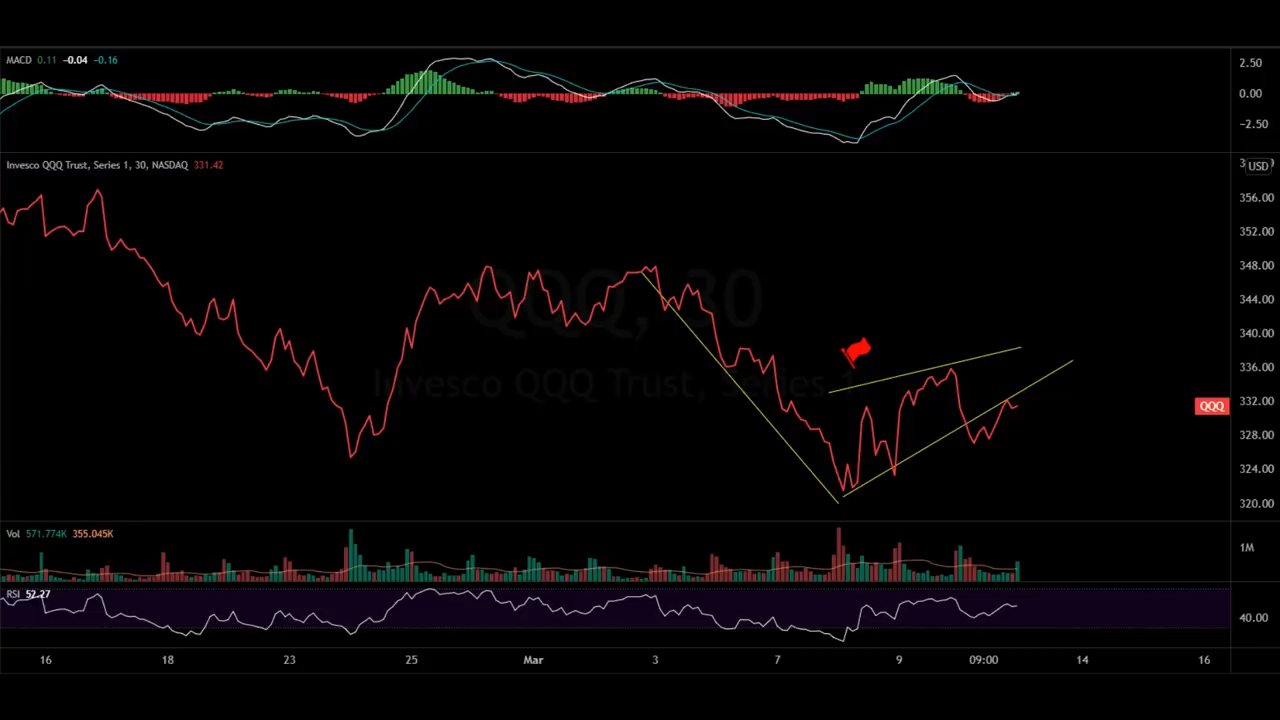 MACD 0.11 −0.04 −0.16
2.50
0.00
−2.50
Invesco QQQ Trust, Series 1, 30, NASDAQ 331.42
USD
356.00
352.00
348.00
QQQ, 30
344.00
340.00
336.00
Invesco QQQ Trust, Series 1
332.00
QQQ
328.00
324.00
320.00
Vol 571.774K 355.045K
1M
RSI 52.27
40.00
16 18 23 25 Mar 3 7 9 09:00 14 16